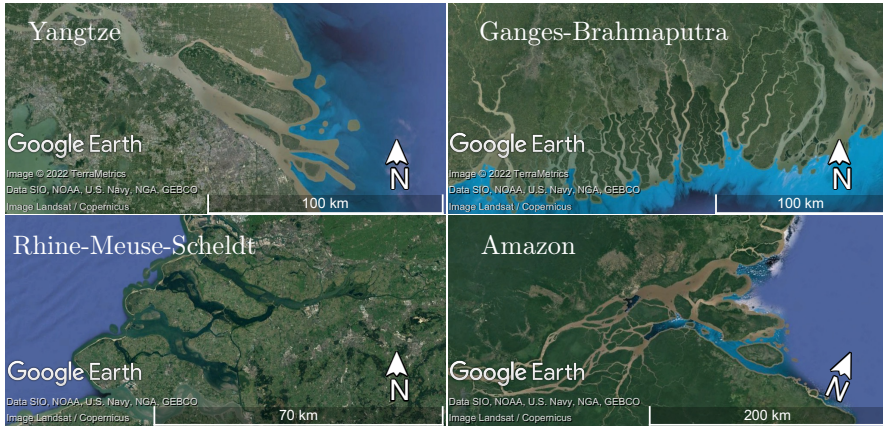 Yangtze
Google Earth
Image © 2022 TerraMetrics
Data SIO, NOAA, U.S. Navy, NGA, GEBCO
Image Landsat / Copernicus
N
100 km
Ganges-Brahmaputra
Google Earth
Image © 2022 TerraMetrics
Data SIO, NOAA, U.S. Navy, NGA, GEBCO
Image Landsat / Copernicus
N
100 km
Rhine-Meuse-Scheldt
Google Earth
Data SIO, NOAA, U.S. Navy, NGA, GEBCO
Image Landsat / Copernicus
N
70 km
Amazon
Google Earth
Data SIO, NOAA, U.S. Navy, NGA, GEBCO
Image Landsat / Copernicus
N
200 km